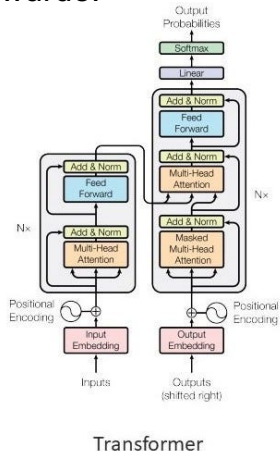 Output
Probabilities
Softmax
Linear
Add & Norm
Feed
Forward
Add & Norm
Multi-Head
Attention
Nx
Add & Norm
Masked
Multi-Head
Attention
Add & Norm
Feed
Forward
Nx
Add & Norm
Multi-Head
Attention
Positional
Encoding
Positional
Encoding
Input
Embedding
Output
Embedding
Inputs
Outputs
(shifted right)
Transformer